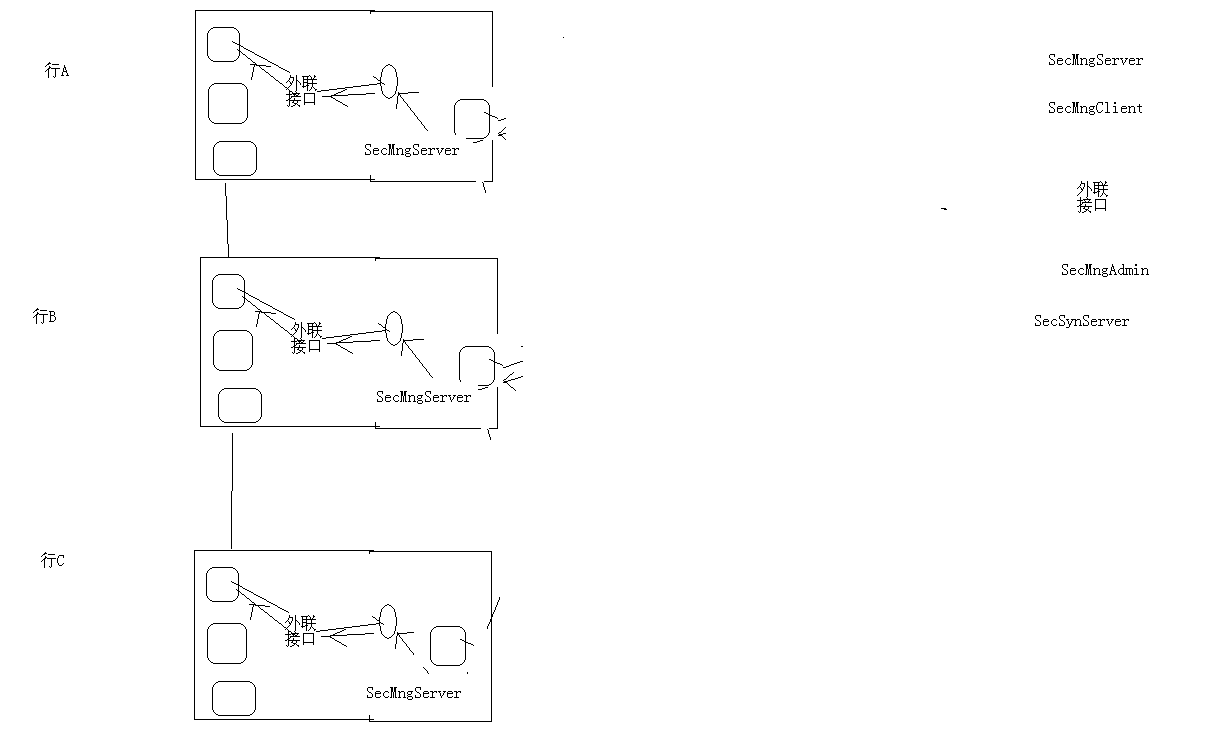 行A
外联
接口
SecMngServer
行B
外联
接口
SecMngServer
行C
外联
接口
SecMngServer
SecMngServer
SecMngClient
外联
接口
SecMngAdmin
SecSynServer